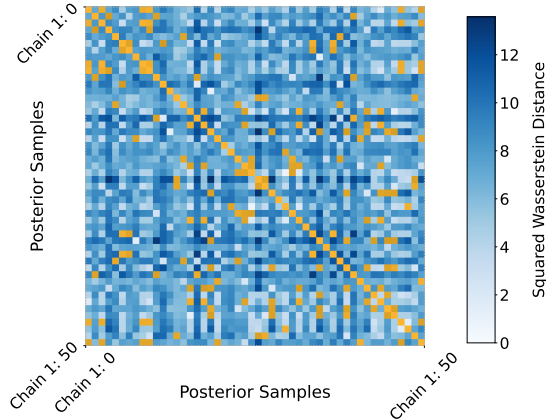 Chain 1: 0
Posterior Samples
Chain 1: 50
Chain 1: 0
Posterior Samples
Chain 1: 50
12
10
8
6
4
2
0
Squared Wasserstein Distance